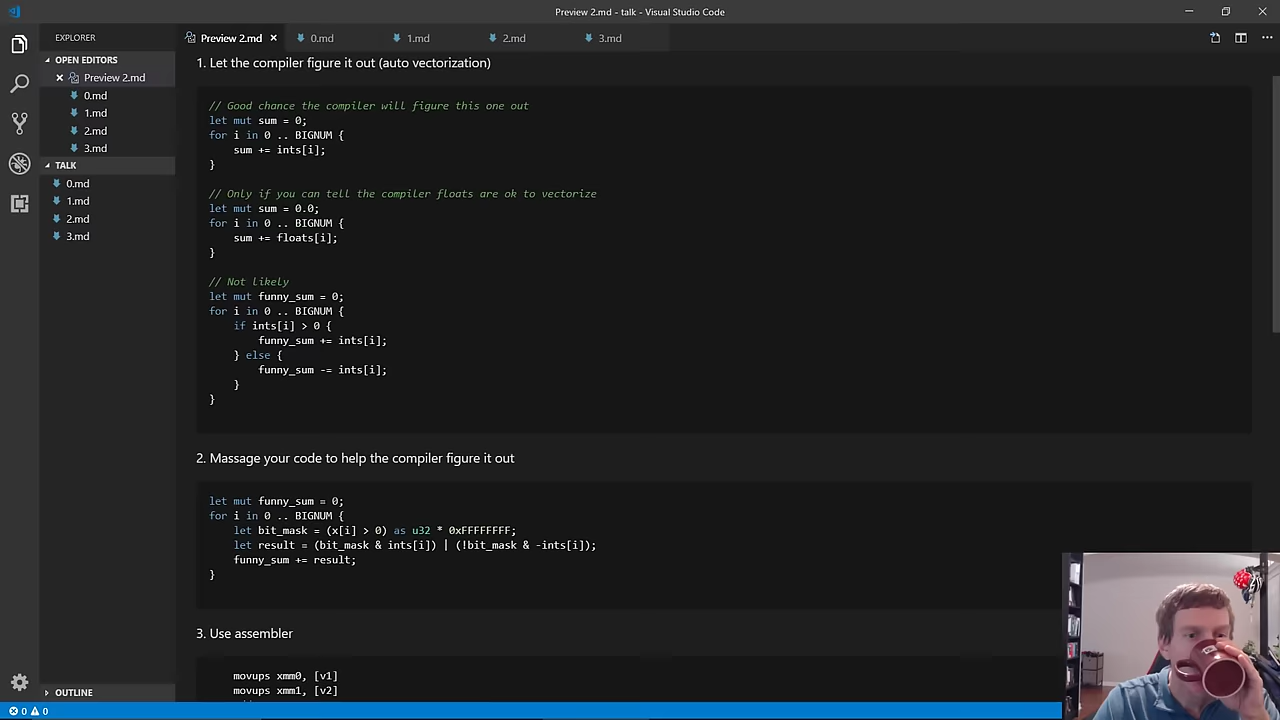 Preview 2.md - talk - Visual Studio Code
EXPLORER
Preview 2.md
0.md
1.md
2.md
3.md
OPEN EDITORS
Preview 2.md
0.md
1.md
2.md
3.md
TALK
0.md
1.md
2.md
3.md
OUTLINE
0 0
1. Let the compiler figure it out (auto vectorization)
// Good chance the compiler will figure this one out
let mut sum = 0;
for i in 0 .. BIGNUM {
sum += ints[i];
}
// Only if you can tell the compiler floats are ok to vectorize
let mut sum = 0.0;
for i in 0 .. BIGNUM {
sum += floats[i];
}
// Not likely
let mut funny_sum = 0;
for i in 0 .. BIGNUM {
if ints[i] > 0 {
funny_sum += ints[i];
} else {
funny_sum -= ints[i];
}
}
2. Massage your code to help the compiler figure it out
let mut funny_sum = 0;
for i in 0 .. BIGNUM {
let bit_mask = (x[i] > 0) as u32 * 0xFFFFFFFF;
let result = (bit_mask & ints[i]) | (!bit_mask & -ints[i]);
funny_sum += result;
}
3. Use assembler
movups xmm0, [v1]
movups xmm1, [v2]